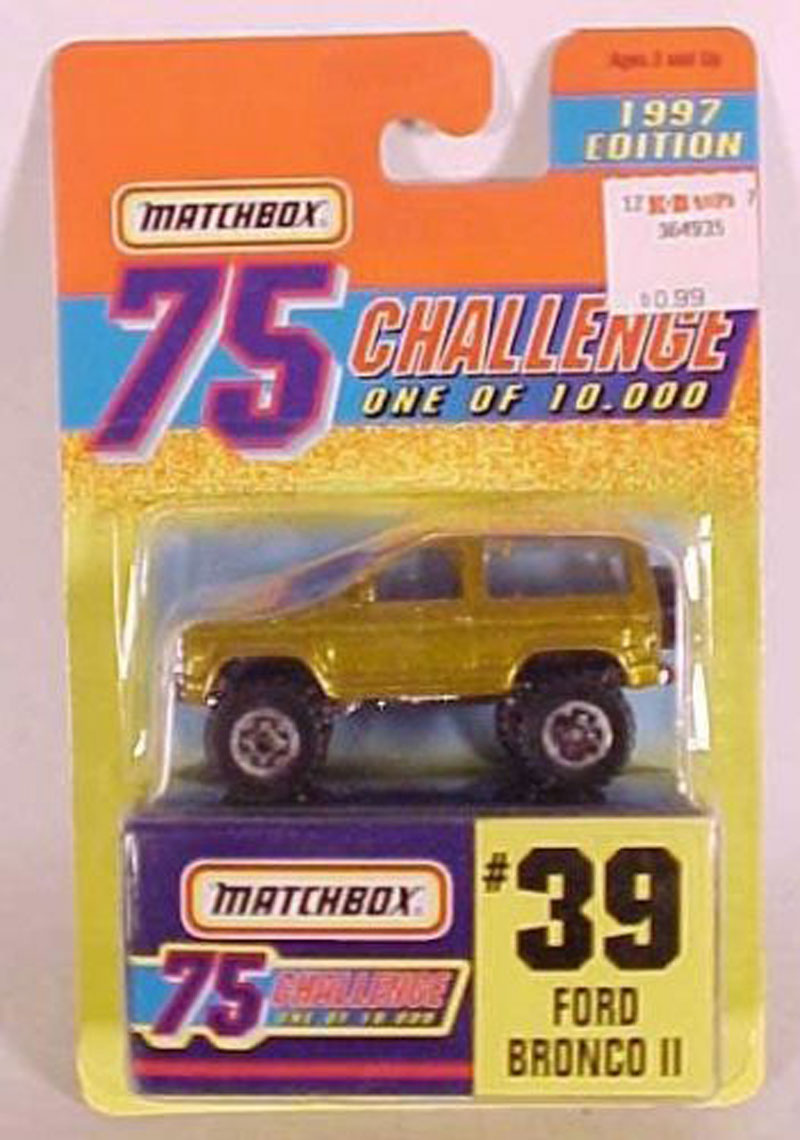 Ages 3 and Up
1997
EDITION
MATCHBOX
364935
$0.99
75 CHALLENGE
ONE OF 10.000
MATCHBOX
75 CHALLENGE
ONE OF 10.000
#39
FORD
BRONCO II